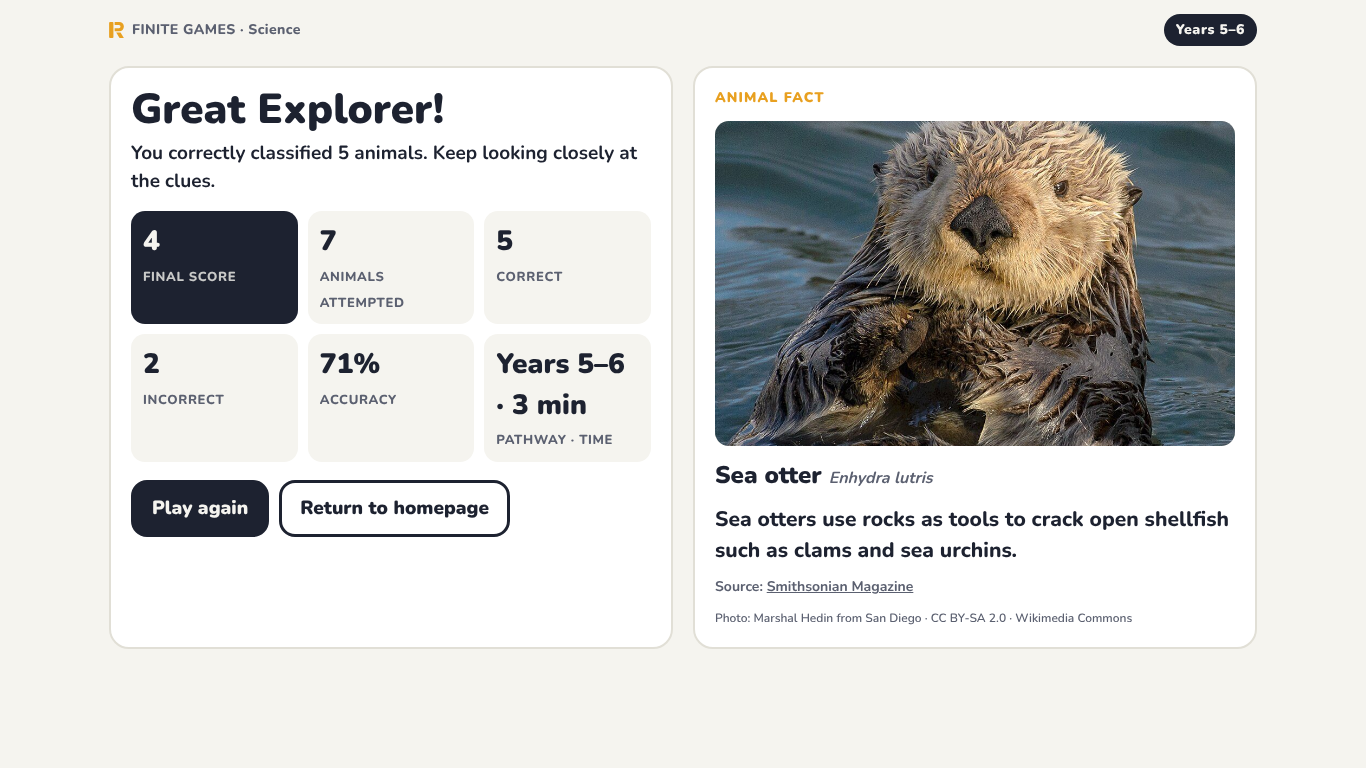 FINITE GAMES · Science
Years 5–6
Great Explorer!
You correctly classified 5 animals. Keep looking closely at
the clues.
4
FINAL SCORE
7
ANIMALS
ATTEMPTED
5
CORRECT
2
INCORRECT
71%
ACCURACY
Years 5–6
· 3 min
PATHWAY · TIME
Play again
Return to homepage
ANIMAL FACT
Sea otter Enhydra lutris
Sea otters use rocks as tools to crack open shellfish
such as clams and sea urchins.
Source: Smithsonian Magazine
Photo: Marshal Hedin from San Diego · CC BY-SA 2.0 · Wikimedia Commons